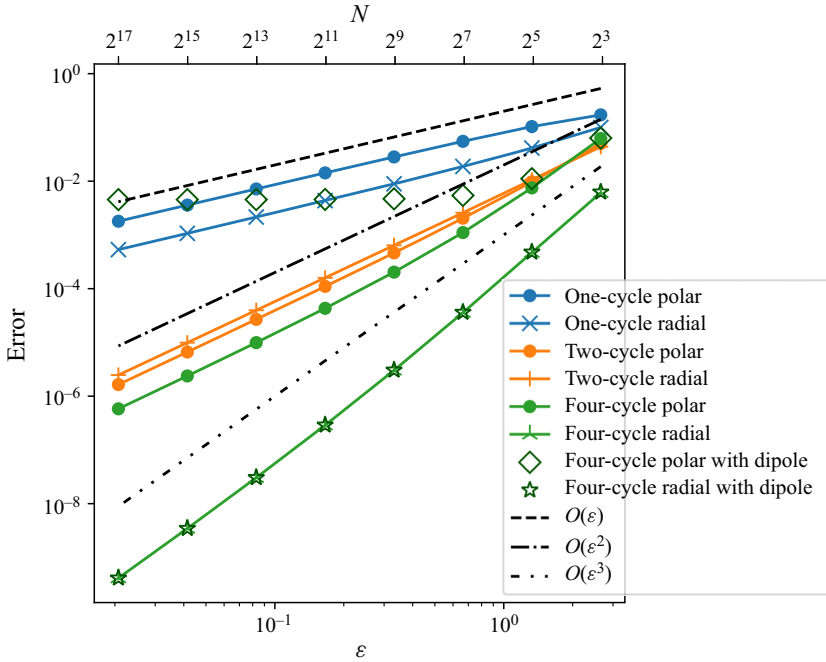 N
2^17 2^15 2^13 2^11 2^9 2^7 2^5 2^3
10^0
10^−2
10^−4
10^−6
10^−8
Error
One-cycle polar
One-cycle radial
Two-cycle polar
Two-cycle radial
Four-cycle polar
Four-cycle radial
Four-cycle polar with dipole
Four-cycle radial with dipole
O(ε)
O(ε^2)
O(ε^3)
10^−1 10^0
ε